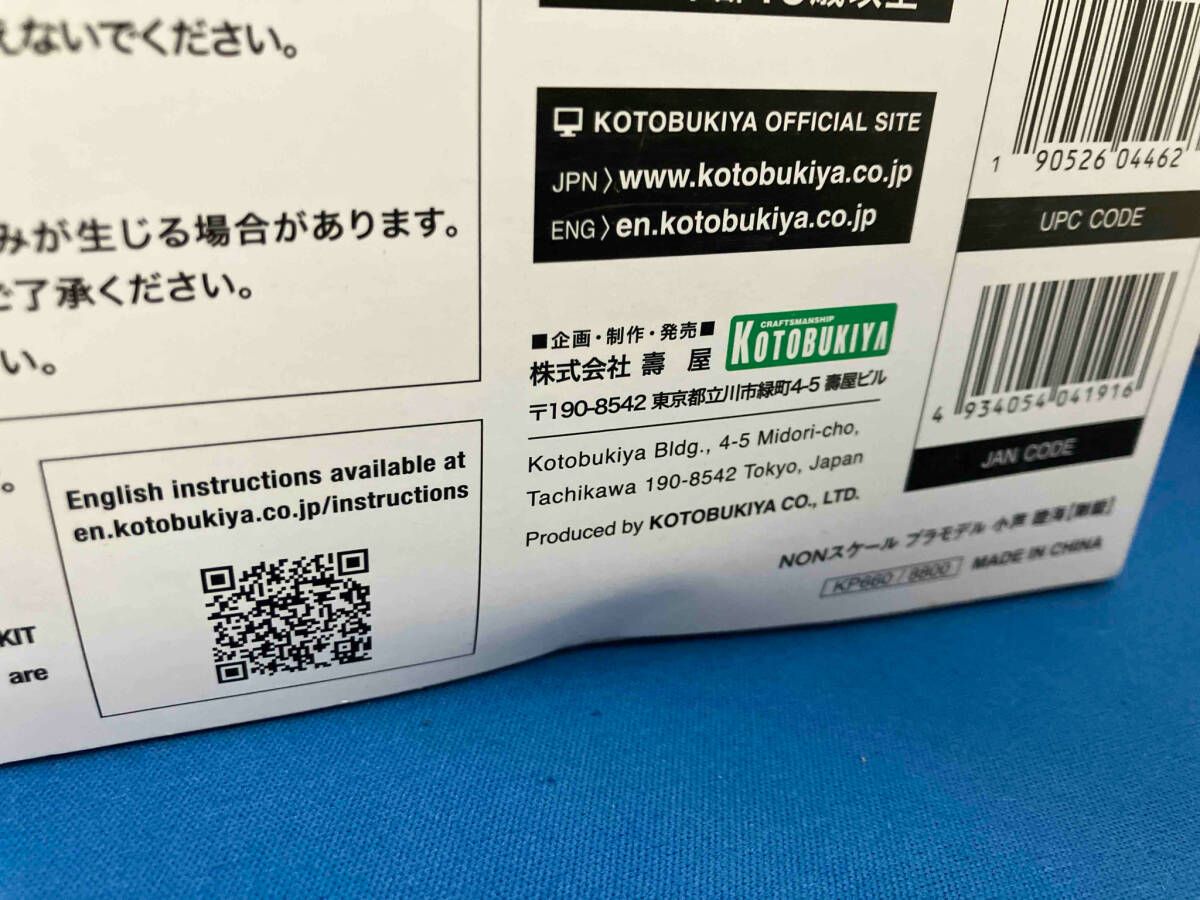 えないでください。
みが生じる場合があります。
ご了承ください。
い。
。
English instructions available at
en.kotobukiya.co.jp/instructions
KIT
are
KOTOBUKIYA OFFICIAL SITE
JPN〉www.kotobukiya.co.jp
ENG〉en.kotobukiya.co.jp
■企画・制作・発売■
株式会社 壽 屋
CRAFTSMANSHIP
KOTOBUKIYA
〒190-8542 東京都立川市緑町4-5 壽屋ビル
Kotobukiya Bldg., 4-5 Midori-cho,
Tachikawa 190-8542 Tokyo, Japan
Produced by KOTOBUKIYA CO., LTD.
1 90526 04462
UPC CODE
4 934054 041916
JAN CODE
NONスケール プラモデル 小芦 睦海
KP660 / 8800
MADE IN CHINA